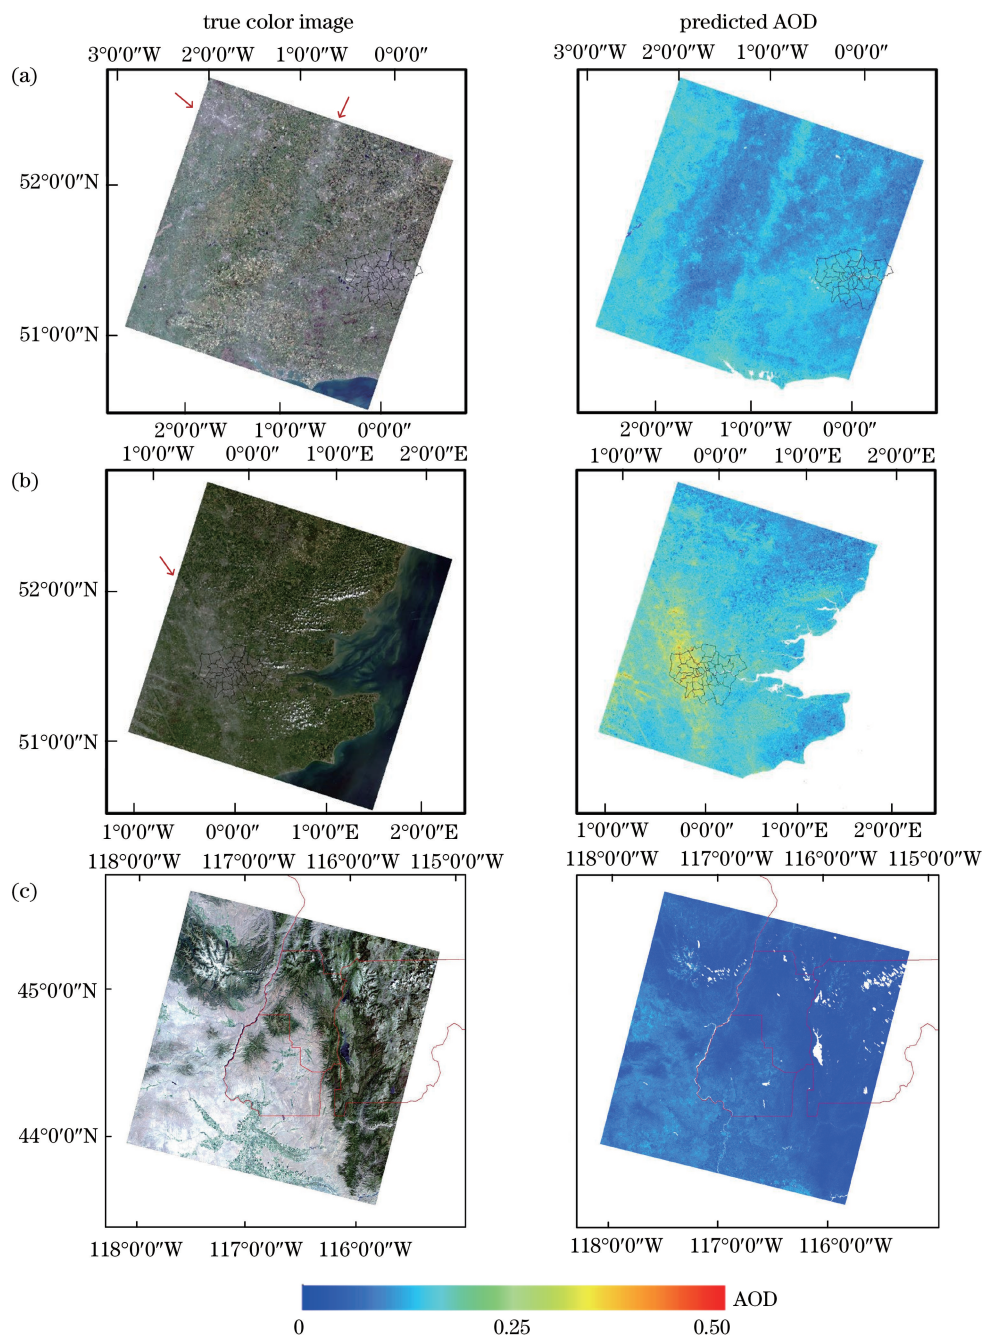 true color image predicted AOD
3°0′0″W 2°0′0″W 1°0′0″W 0°0′0″ 3°0′0″W 2°0′0″W 1°0′0″W 0°0′0″
(a)
52°0′0″N
51°0′0″N
2°0′0″W 1°0′0″W 0°0′0″ 2°0′0″W 1°0′0″W 0°0′0″
1°0′0″W 0°0′0″ 1°0′0″E 2°0′0″E 1°0′0″W 0°0′0″ 1°0′0″E 2°0′0″E
(b)
52°0′0″N
51°0′0″N
1°0′0″W 0°0′0″ 1°0′0″E 2°0′0″E 1°0′0″W 0°0′0″ 1°0′0″E 2°0′0″E
118°0′0″W 117°0′0″W 116°0′0″W 115°0′0″W 118°0′0″W 117°0′0″W 116°0′0″W 115°0′0″W
(c)
45°0′0″N
44°0′0″N
118°0′0″W 117°0′0″W 116°0′0″W 118°0′0″W 117°0′0″W 116°0′0″W
AOD
0 0.25 0.50